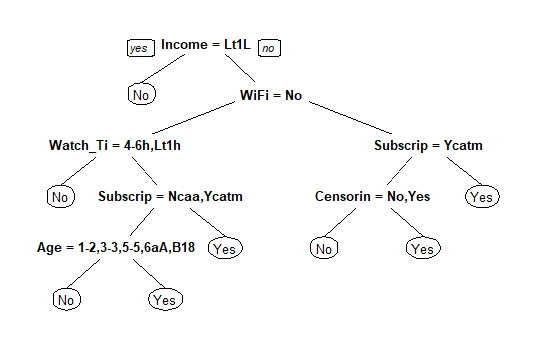 yes Income = Lt1L no
No
WiFi = No
Watch_Ti = 4-6h,Lt1h
Subscrip = Ycatm
No
Subscrip = Ncaa,Ycatm
Censorin = No,Yes
Yes
Age = 1-2,3-3,5-5,6aA,B18
Yes
No
Yes
No
Yes